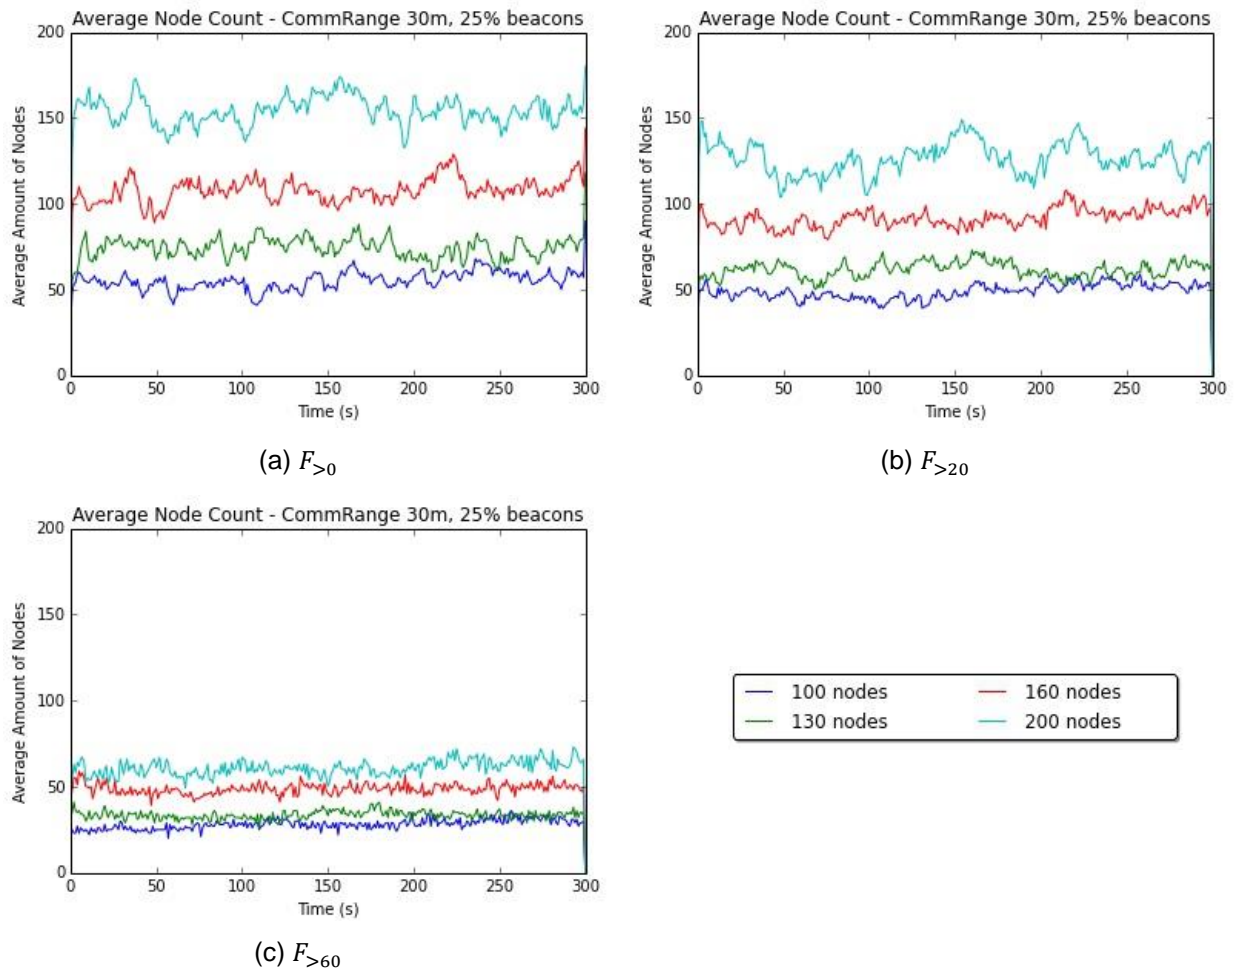 Average Node Count - CommRange 30m, 25% beacons
200
150
100
50
0
Average Amount of Nodes
0 50 100 150 200 250 300
Time (s)
(a) F>0
Average Node Count - CommRange 30m, 25% beacons
200
150
100
50
0
Average Amount of Nodes
0 50 100 150 200 250 300
Time (s)
(b) F>20
Average Node Count - CommRange 30m, 25% beacons
200
150
100
50
0
Average Amount of Nodes
0 50 100 150 200 250 300
Time (s)
(c) F>60
100 nodes 160 nodes
130 nodes 200 nodes